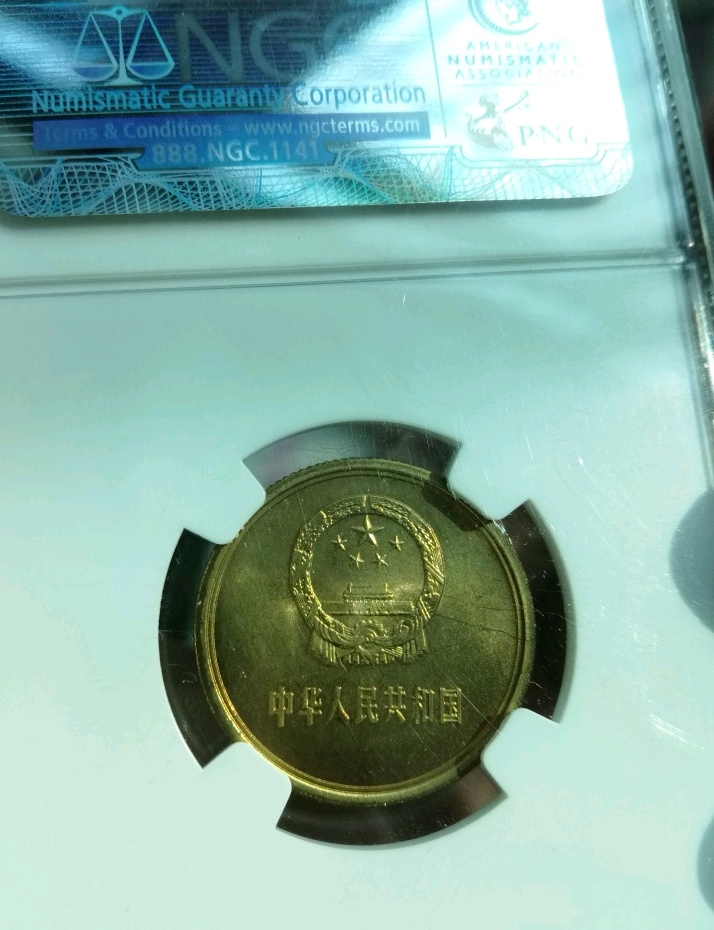 NGC
AMERICAN
NUMISMATIC
ASSOCIATION
Numismatic Guaranty Corporation
Terms & Conditions – www.ngcterms.com
PNG
888.NGC.1141
中华人民共和国